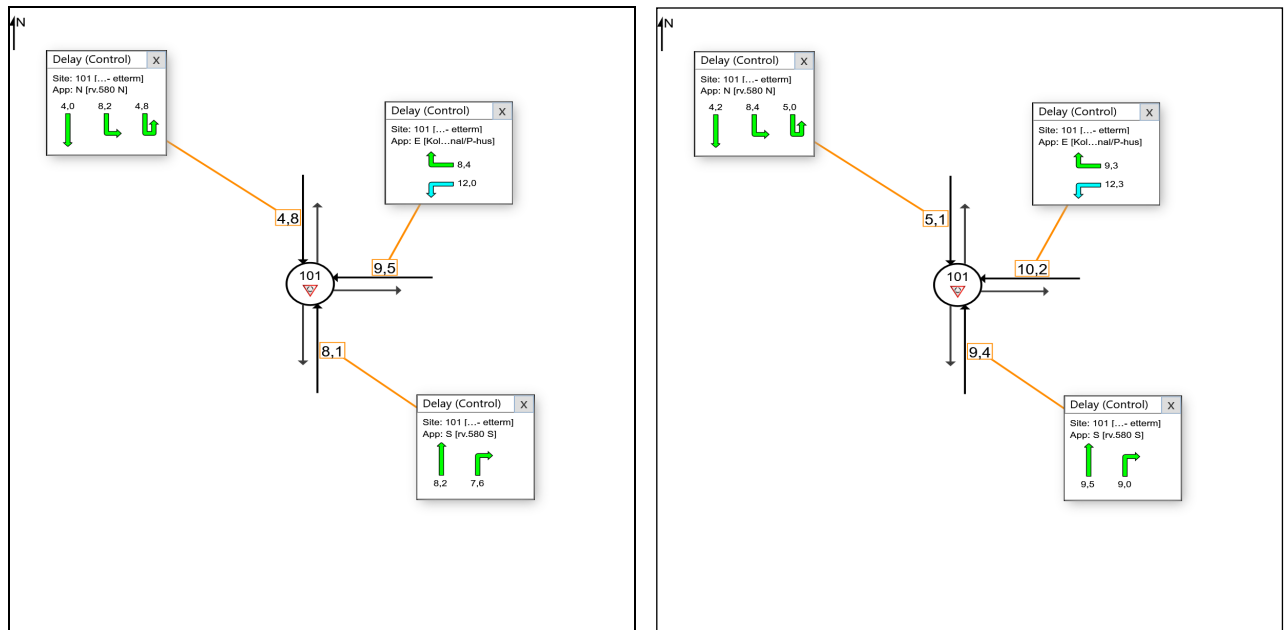 N
Delay (Control) x
Site: 101 [...- etterm]
App: N [rv.580 N]
4,0 8,2 4,8
Delay (Control) x
Site: 101 [...- etterm]
App: E [Kol...nal/P-hus]
8,4
12,0
4,8
9,5
101
8,1
Delay (Control) x
Site: 101 [...- etterm]
App: S [rv.580 S]
8,2 7,6
N
Delay (Control) x
Site: 101 [...- etterm]
App: N [rv.580 N]
4,2 8,4 5,0
Delay (Control) x
Site: 101 [...- etterm]
App: E [Kol...nal/P-hus]
9,3
12,3
5,1
10,2
101
9,4
Delay (Control) x
Site: 101 [...- etterm]
App: S [rv.580 S]
9,5 9,0